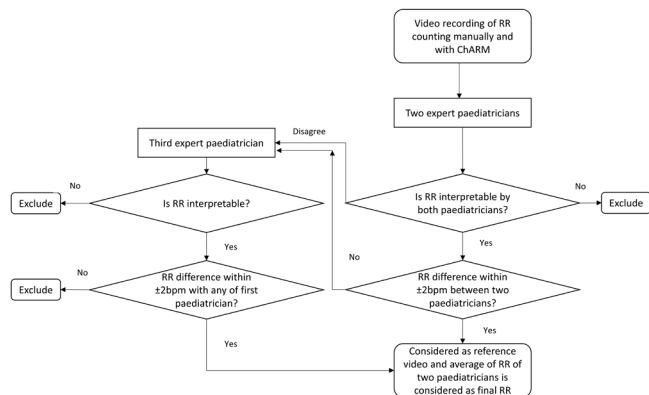 Video recording of RR
counting manually and
with ChARM
Two expert paediatricians
Disagree
Third expert paediatrician
No
Exclude
Is RR interpretable?
Is RR interpretable by
both paediatricians?
No
Exclude
Yes
Yes
No
Exclude
RR difference within
±2bpm with any of first
paediatrician?
No
RR difference within
±2bpm between two
paediatricians?
Yes
Yes
Considered as reference
video and average of RR of
two paediatricians is
considered as final RR